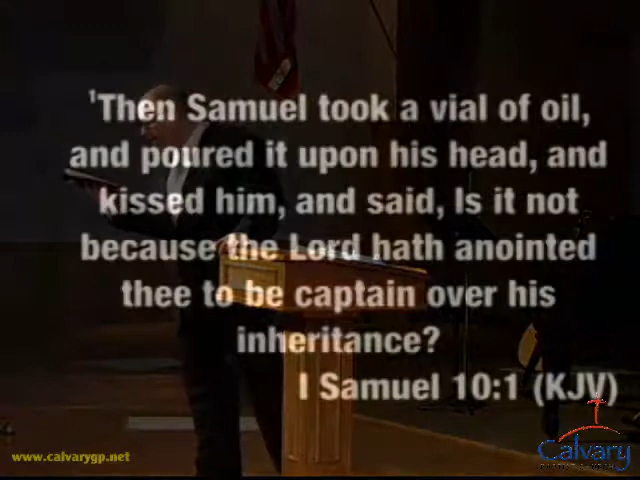 ¹Then Samuel took a vial of oil,
and poured it upon his head, and
kissed him, and said, Is it not
because the Lord hath anointed
thee to be captain over his
inheritance?
I Samuel 10:1 (KJV)
www.calvarygp.net
Calvary